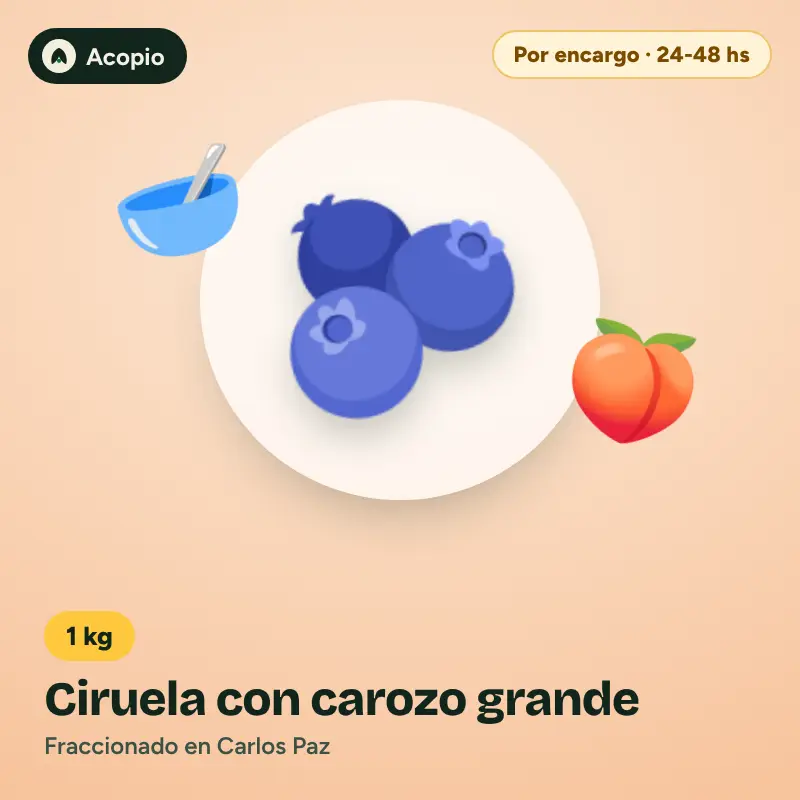 Acopio
Por encargo · 24-48 hs
1 kg
Ciruela con carozo grande
Fraccionado en Carlos Paz